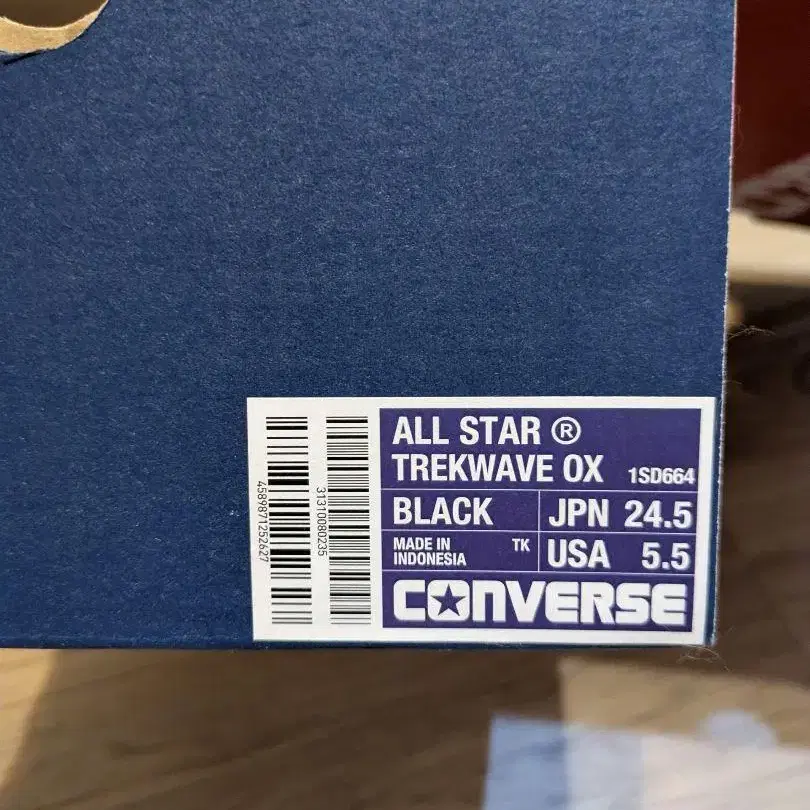 ALL STAR ®
TREKWAVE OX 1SD664
BLACK JPN 24.5
MADE IN INDONESIA TK USA 5.5
CONVERSE
4589871252627
31310080235